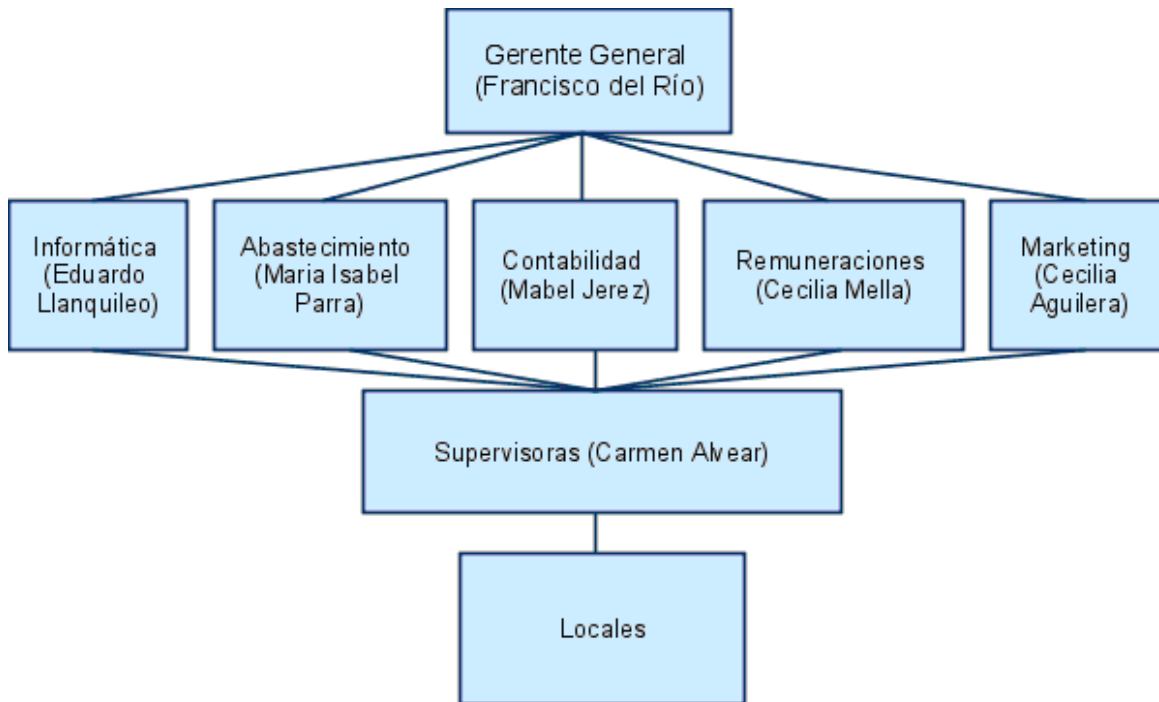 Gerente General
(Francisco del Río)
Informática
(Eduardo
Llanquileo)
Abastecimiento
(Maria Isabel
Parra)
Contabilidad
(Mabel Jerez)
Remuneraciones
(Cecilia Mella)
Marketing
(Cecilia
Aguilera)
Supervisoras (Carmen Alvear)
Locales